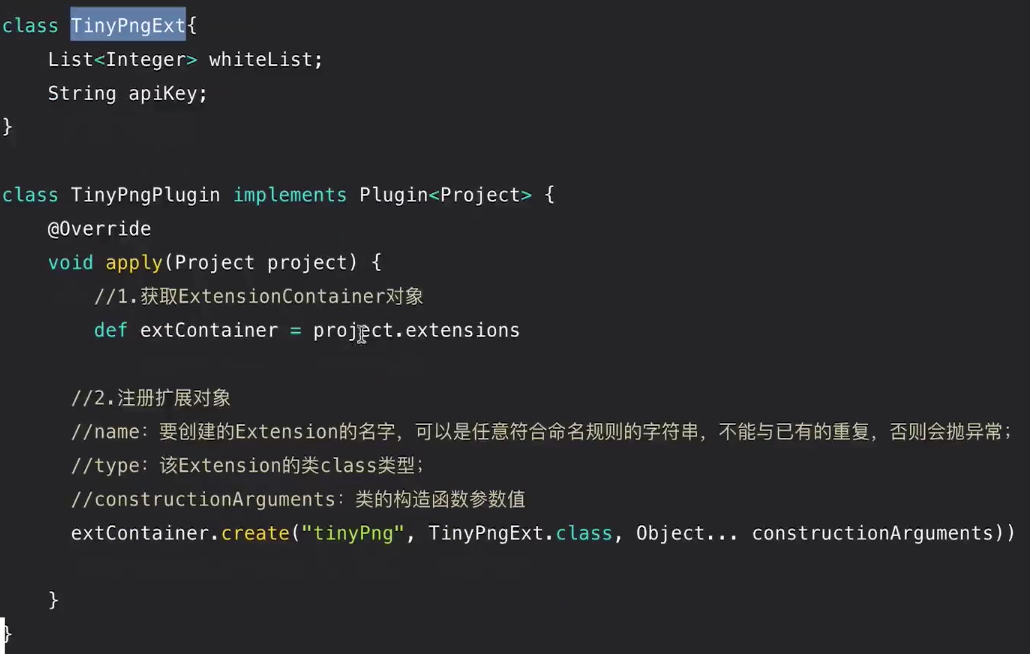 class TinyPngExt{
List<Integer> whiteList;
String apiKey;
}
class TinyPngPlugin implements Plugin<Project> {
@Override
void apply(Project project) {
//1.获取ExtensionContainer对象
def extContainer = project.extensions
//2.注册扩展对象
//name：要创建的Extension的名字，可以是任意符合命名规则的字符串，不能与已有的重复，否则会抛异常；
//type：该Extension的类class类型；
//constructionArguments：类的构造函数参数值
extContainer.create("tinyPng", TinyPngExt.class, Object... constructionArguments))
}
}